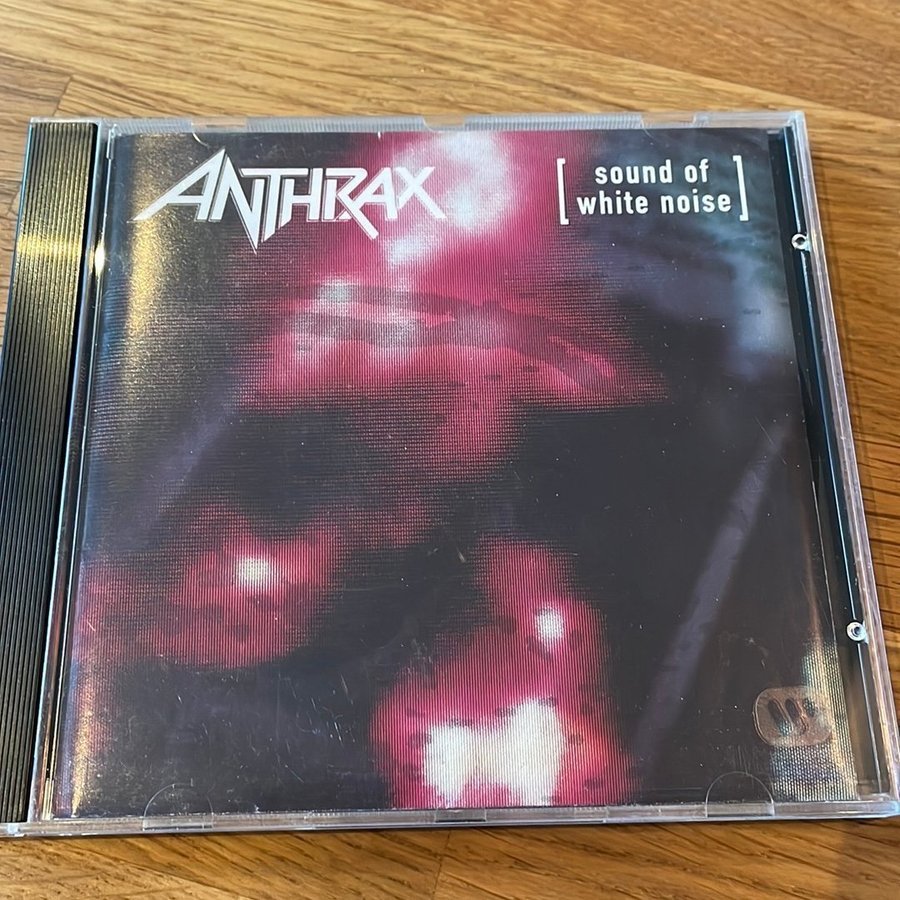 ANTHRAX
[ sound of
white noise ]